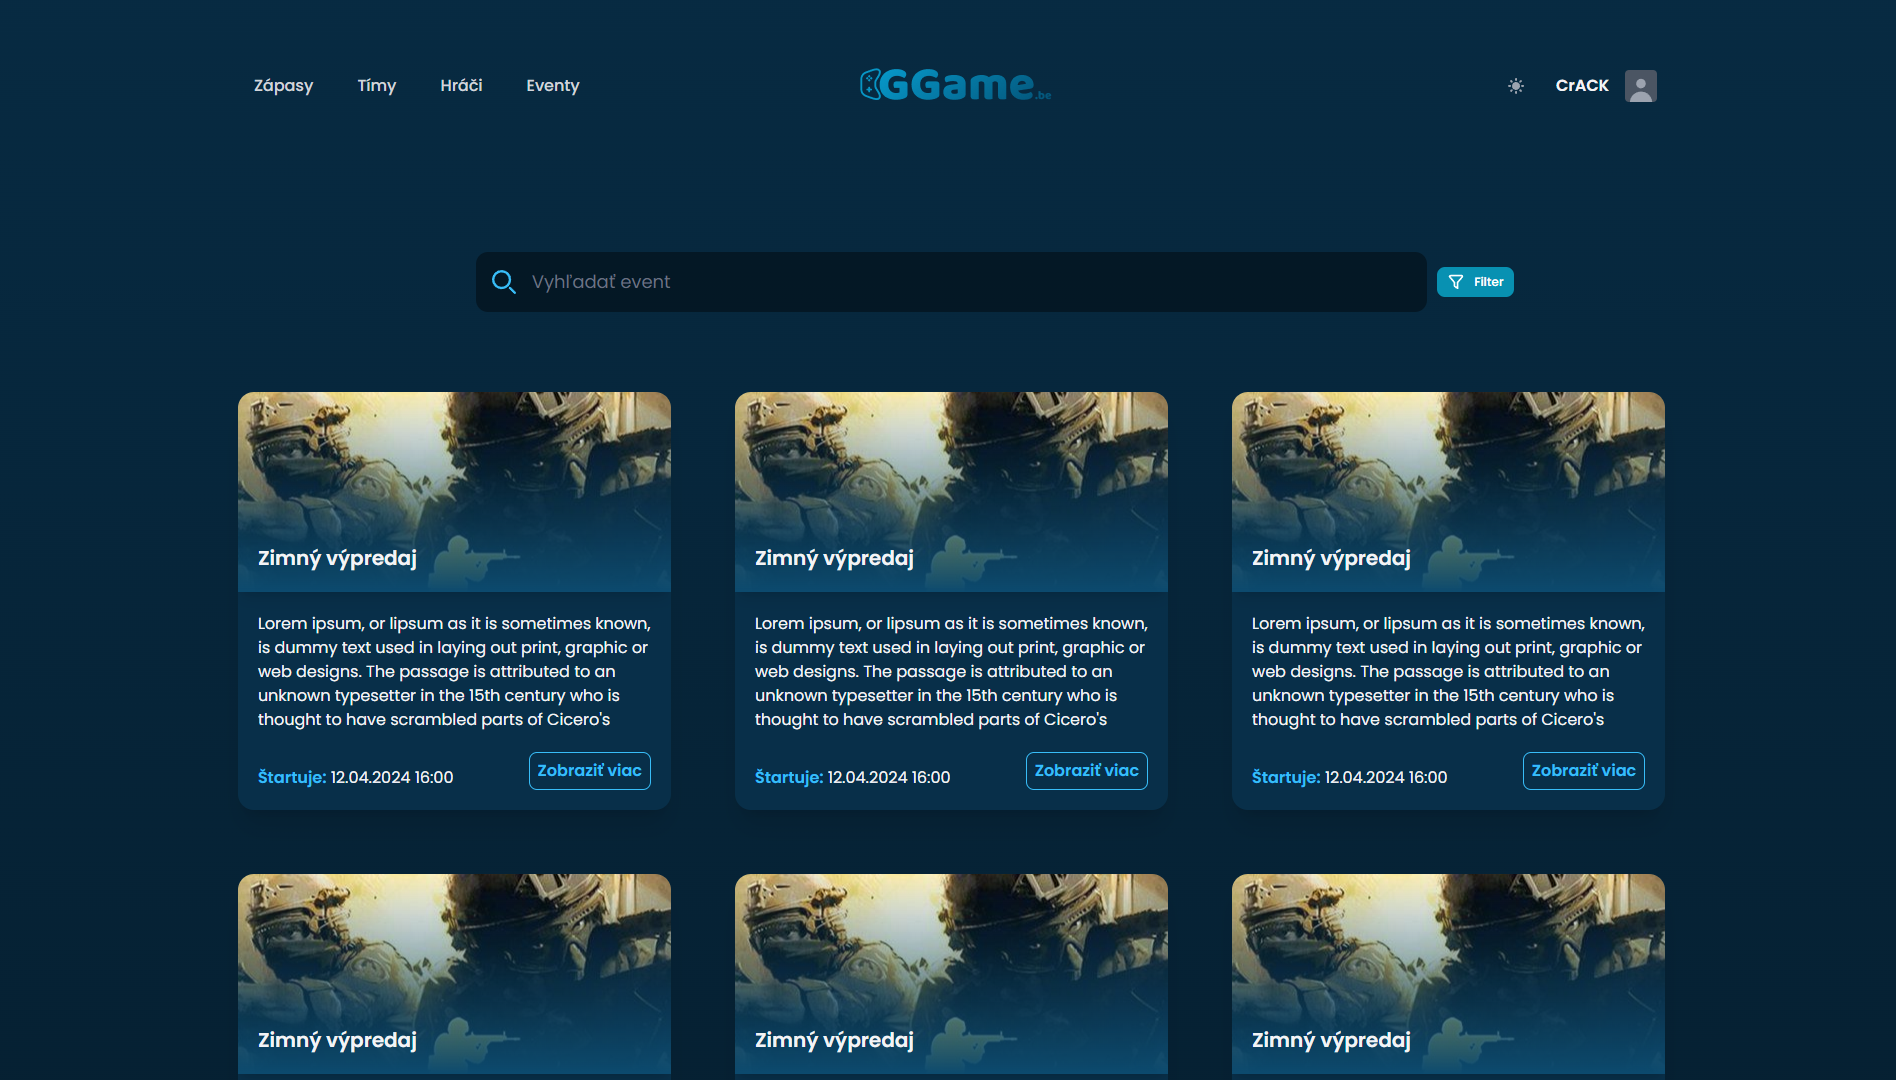 Zápasy Tímy Hráči Eventy GGame.be CrACK
Vyhľadať event Filter
Zimný výpredaj
Lorem ipsum, or lipsum as it is sometimes known,
is dummy text used in laying out print, graphic or
web designs. The passage is attributed to an
unknown typesetter in the 15th century who is
thought to have scrambled parts of Cicero's
Štartuje: 12.04.2024 16:00 Zobraziť viac
Zimný výpredaj
Lorem ipsum, or lipsum as it is sometimes known,
is dummy text used in laying out print, graphic or
web designs. The passage is attributed to an
unknown typesetter in the 15th century who is
thought to have scrambled parts of Cicero's
Štartuje: 12.04.2024 16:00 Zobraziť viac
Zimný výpredaj
Lorem ipsum, or lipsum as it is sometimes known,
is dummy text used in laying out print, graphic or
web designs. The passage is attributed to an
unknown typesetter in the 15th century who is
thought to have scrambled parts of Cicero's
Štartuje: 12.04.2024 16:00 Zobraziť viac
Zimný výpredaj
Zimný výpredaj
Zimný výpredaj